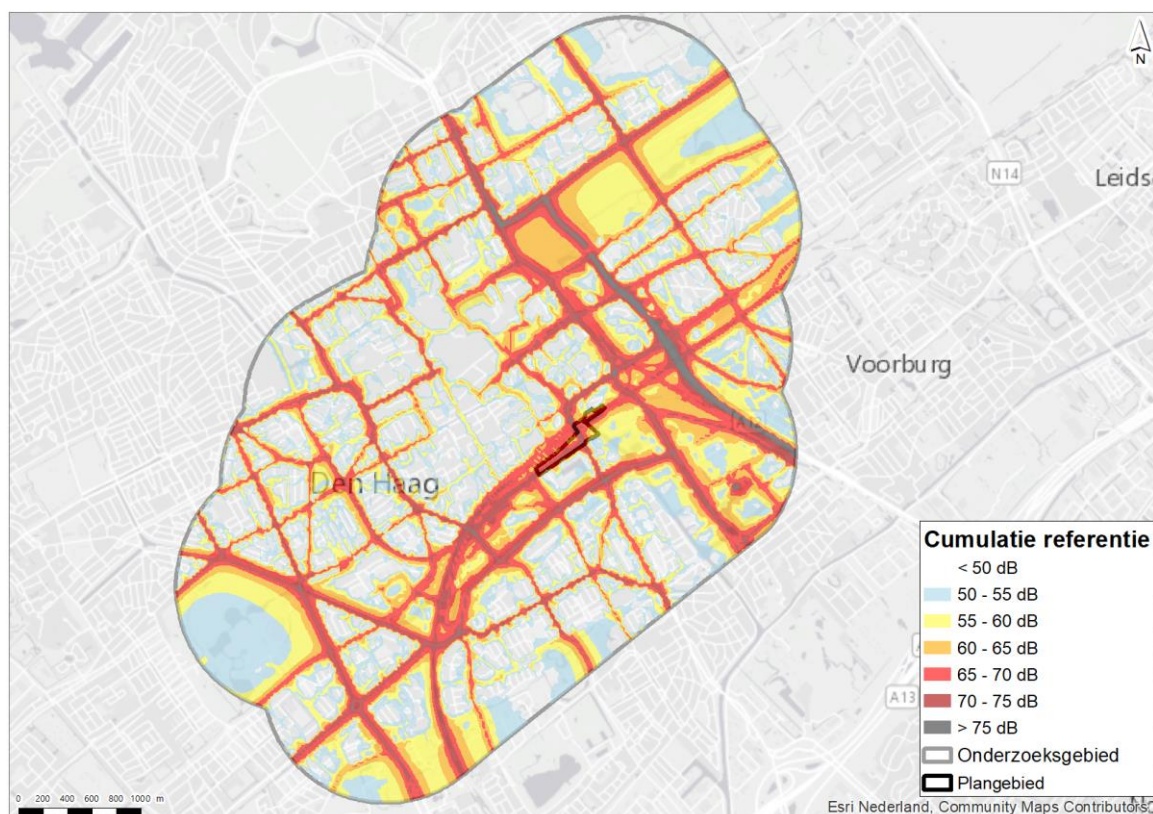 N
N14
Leids
Voorburg
A12
Den Haag
A13
Cumulatie referentie
< 50 dB
50 - 55 dB
55 - 60 dB
60 - 65 dB
65 - 70 dB
70 - 75 dB
> 75 dB
Onderzoeksgebied
Plangebied
0 200 400 600 800 1000 m
Esri Nederland, Community Maps Contributors